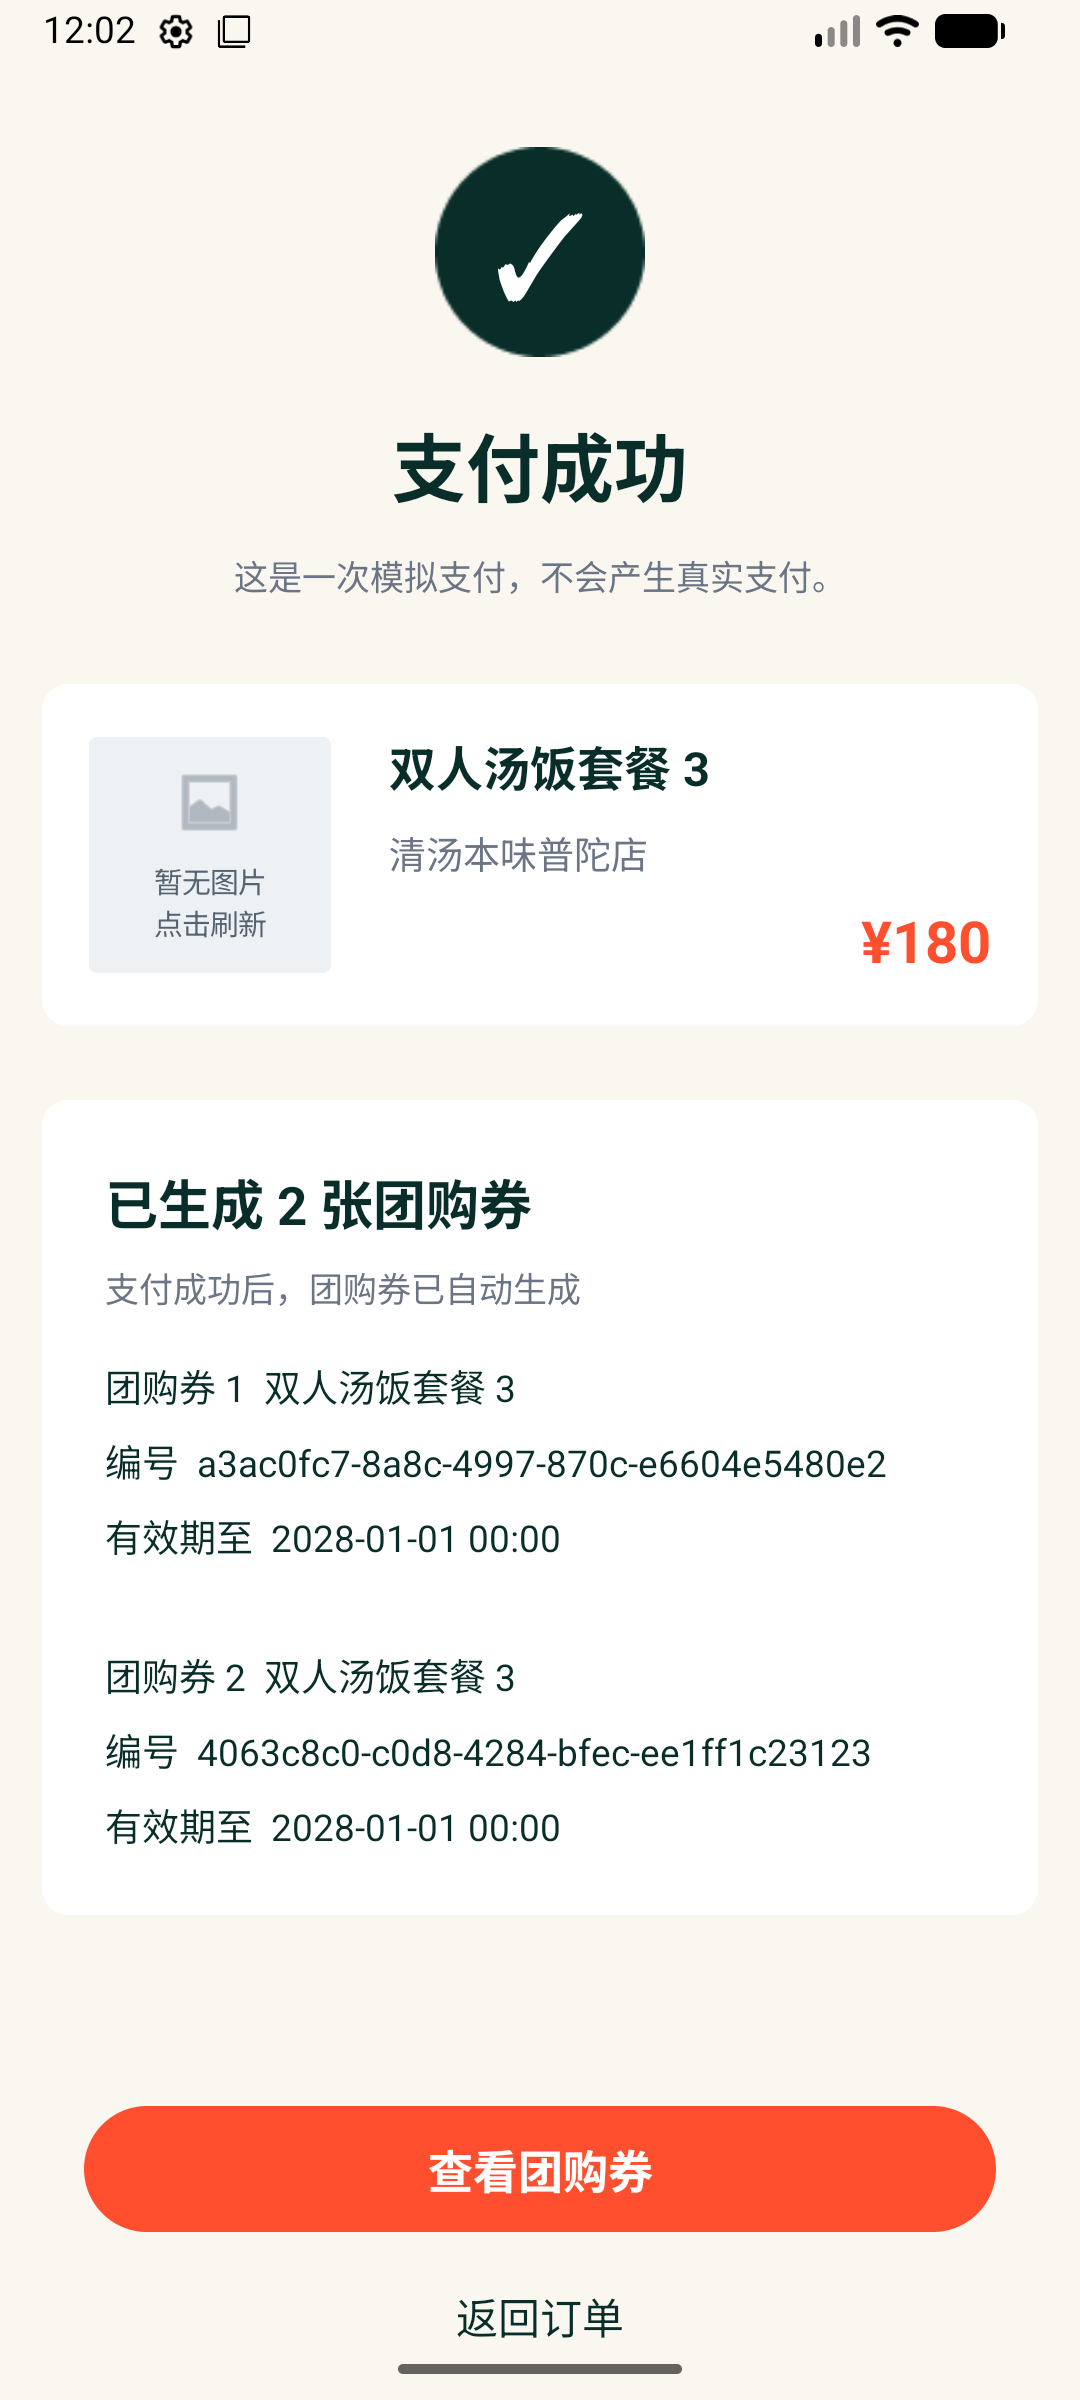 12:02
支付成功
这是一次模拟支付，不会产生真实支付。
双人汤饭套餐 3
清汤本味普陀店
暂无图片
点击刷新
¥180
已生成 2 张团购券
支付成功后，团购券已自动生成
团购券 1 双人汤饭套餐 3
编号 a3ac0fc7-8a8c-4997-870c-e6604e5480e2
有效期至 2028-01-01 00:00
团购券 2 双人汤饭套餐 3
编号 4063c8c0-c0d8-4284-bfec-ee1ff1c23123
有效期至 2028-01-01 00:00
查看团购券
返回订单